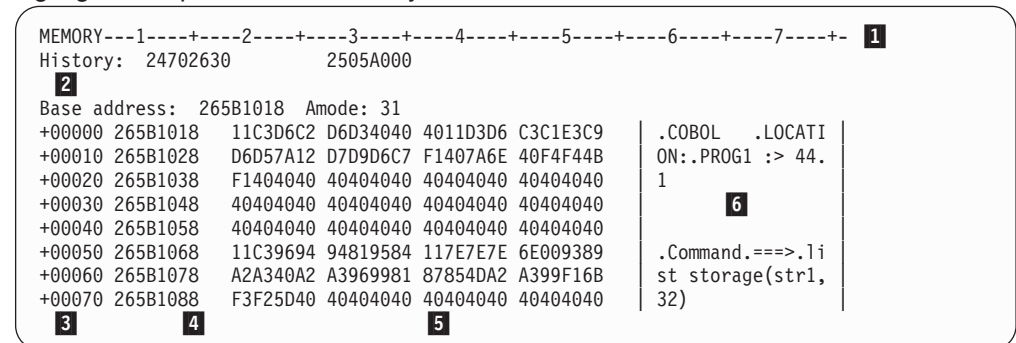 MEMORY---1----+----2----+----3----+----4----+----5----+----6----+----7----+- 1
History: 24702630 2505A000
2
Base address: 265B1018 Amode: 31
+00000 265B1018 11C3D6C2 D6D34040 4011D3D6 C3C1E3C9 | .COBOL .LOCATI |
+00010 265B1028 D6D57A12 D7D9D6C7 F1407A6E 40F4F44B | ON:.PROG1 :> 44. |
+00020 265B1038 F1404040 40404040 40404040 40404040 | 1 |
+00030 265B1048 40404040 40404040 40404040 40404040 | 6 |
+00040 265B1058 40404040 40404040 40404040 40404040 | |
+00050 265B1068 11C39694 94819584 117E7E7E 6E009389 | .Command.===>.li |
+00060 265B1078 A2A340A2 A3969981 87854DA2 A399F16B | st storage(str1, |
+00070 265B1088 F3F25D40 40404040 40404040 40404040 | 32) |
3 4 5